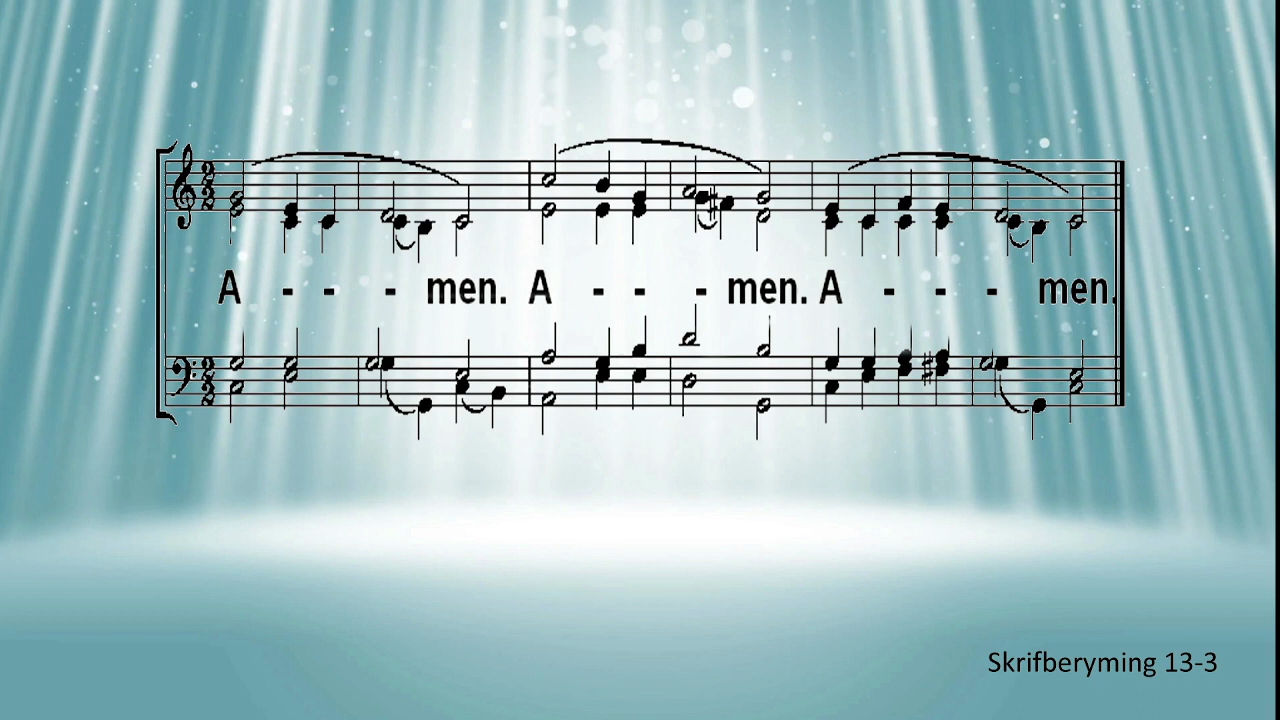 A - - - men. A - - - men. A - - - men.
Skrifberyming 13-3